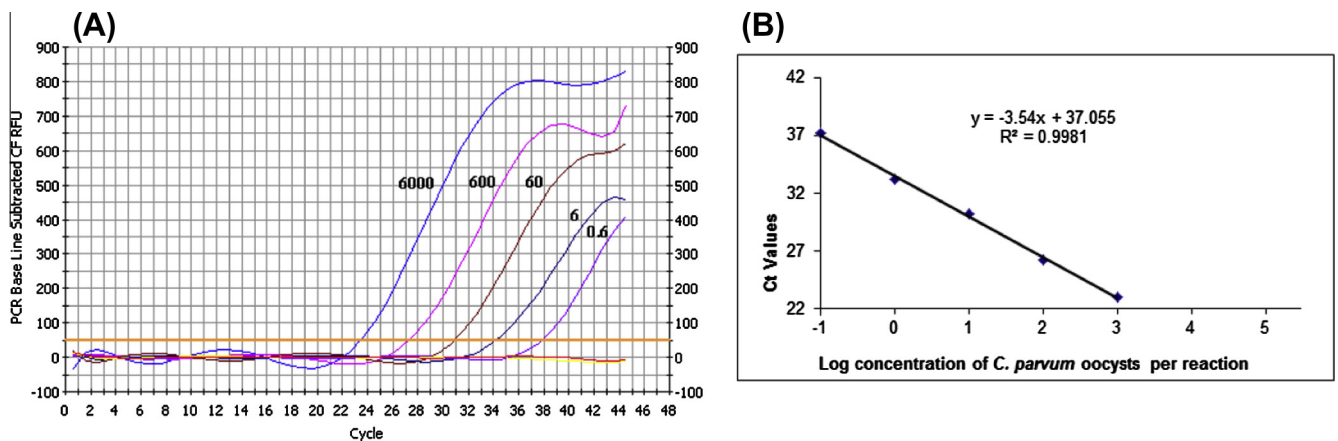 (A)
900 900
800 800
700 700
600 600
500 6000 600 60 500
400 400
6
300 0.6 300
200 200
100 100
0 0
-100 -100
0 2 4 6 8 10 12 14 16 18 20 22 24 26 28 30 32 34 36 38 40 42 44 46 48
Cycle
PCR Base Line Subtracted CF RFU
(B)
42
y = -3.54x + 37.055
R² = 0.9981
37
32
27
22
-1 0 1 2 3 4 5
Ct Values
Log concentration of C. parvum oocysts per reaction